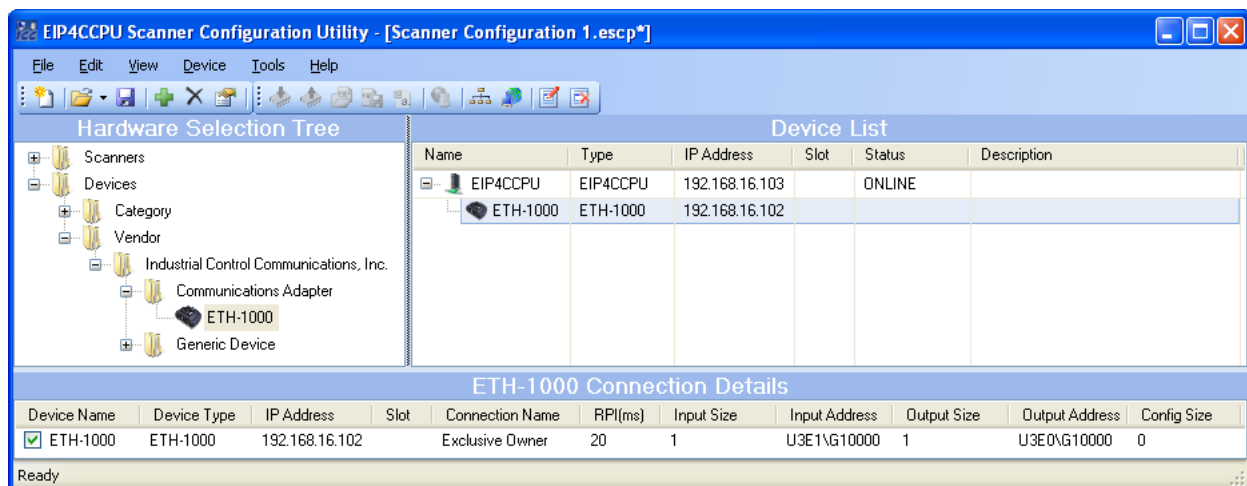 EIP4CCPU Scanner Configuration Utility - [Scanner Configuration 1.escp*]
File Edit View Device Tools Help
Hardware Selection Tree
Scanners
Devices
Category
Vendor
Industrial Control Communications, Inc.
Communications Adapter
ETH-1000
Generic Device
Device List
Name Type IP Address Slot Status Description
EIP4CCPU EIP4CCPU 192.168.16.103 ONLINE
ETH-1000 ETH-1000 192.168.16.102
ETH-1000 Connection Details
Device Name Device Type IP Address Slot Connection Name RPI(ms) Input Size Input Address Output Size Output Address Config Size
ETH-1000 ETH-1000 192.168.16.102 Exclusive Owner 20 1 U3E1\G10000 1 U3E0\G10000 0
Ready